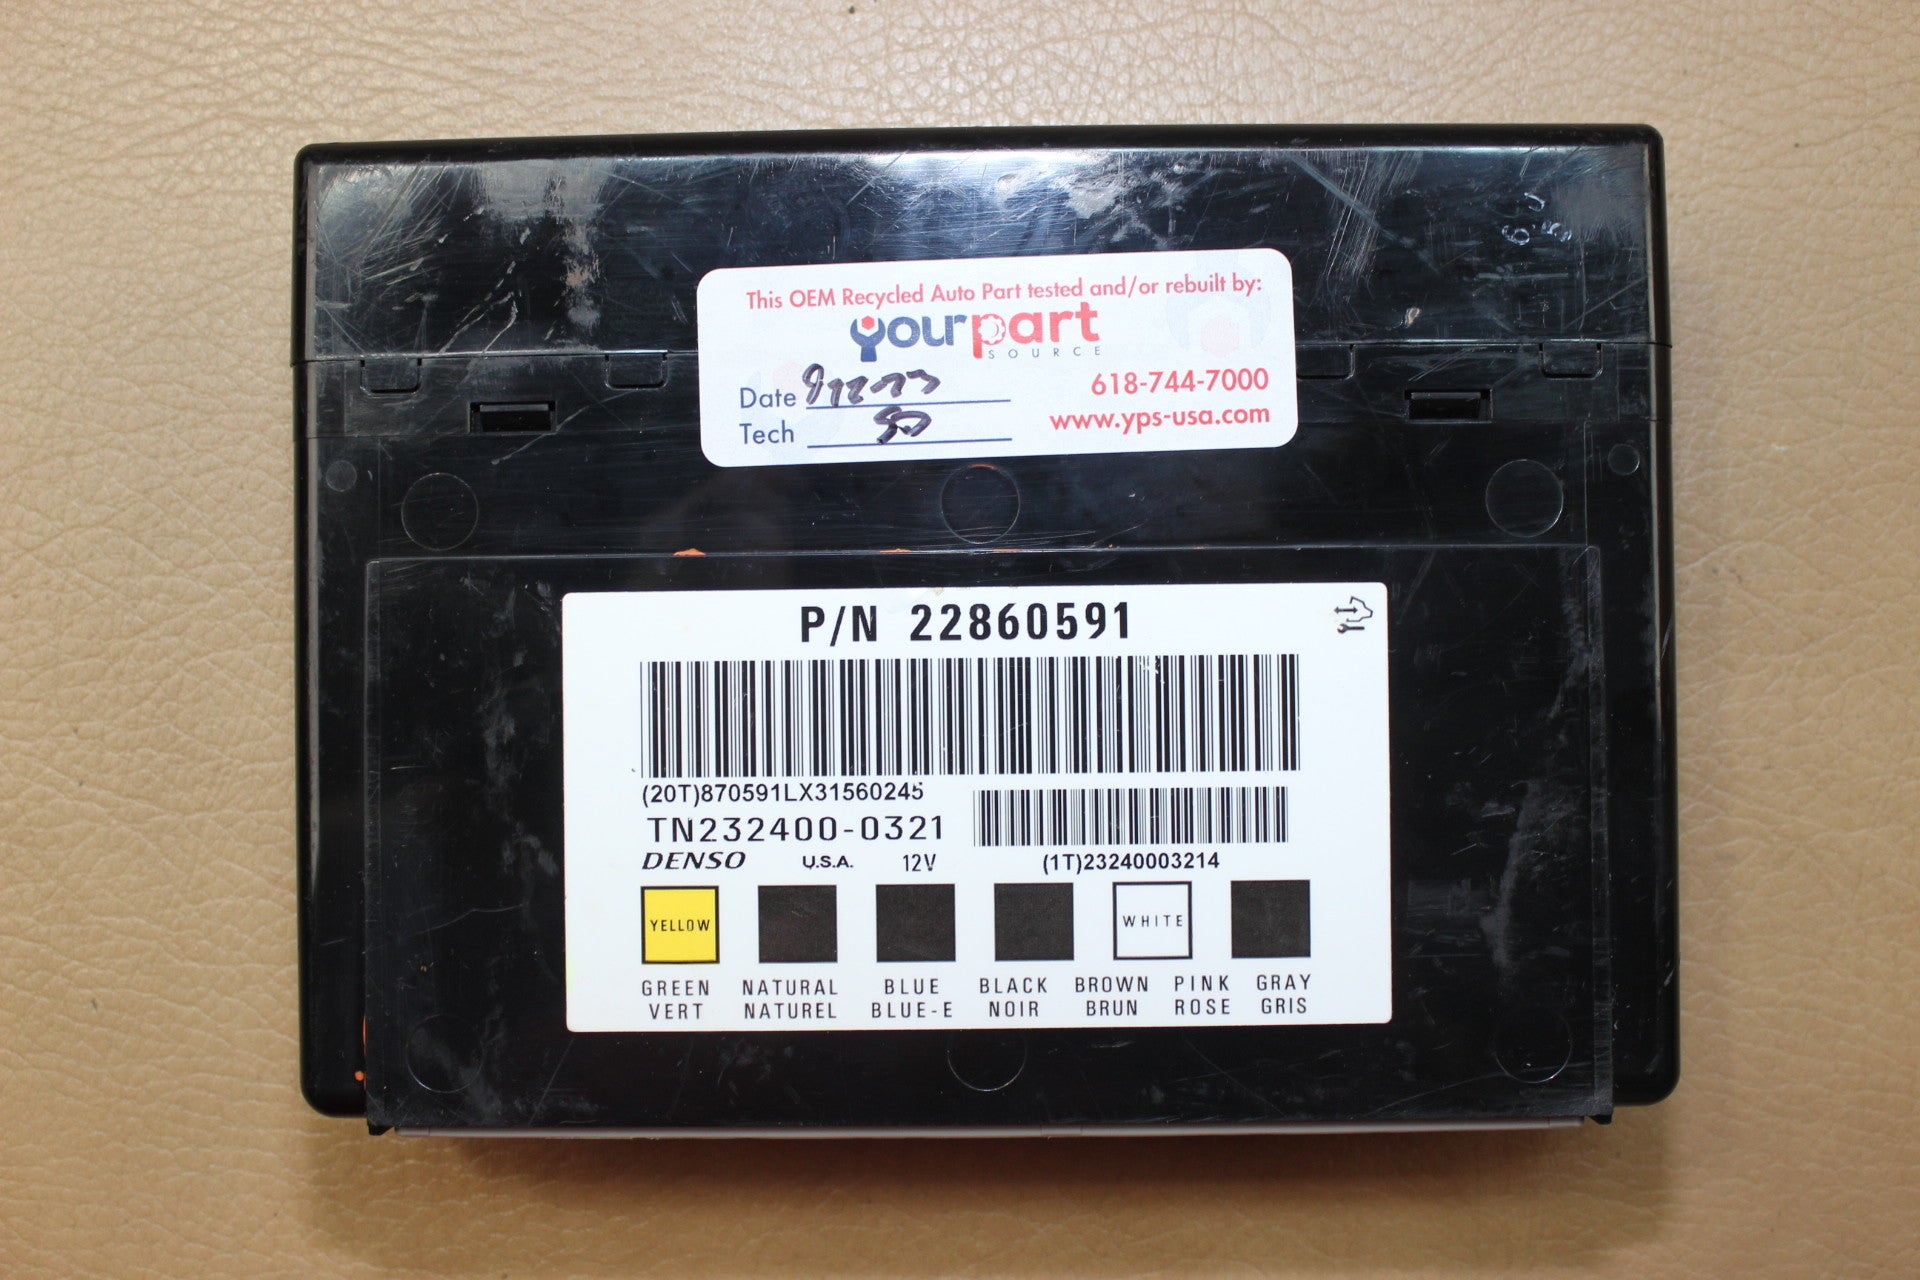 This OEM Recycled Auto Part tested and/or rebuilt by:
yourpart
SOURCE
Date
618-744-7000
Tech
www.yps-usa.com
P/N 22860591
(20T)870591LX31560245
TN232400-0321
DENSO U.S.A. 12V
(1T)23240003214
YELLOW WHITE
GREEN NATURAL BLUE BLACK BROWN PINK GRAY
VERT NATUREL BLUE-E NOIR BRUN ROSE GRIS